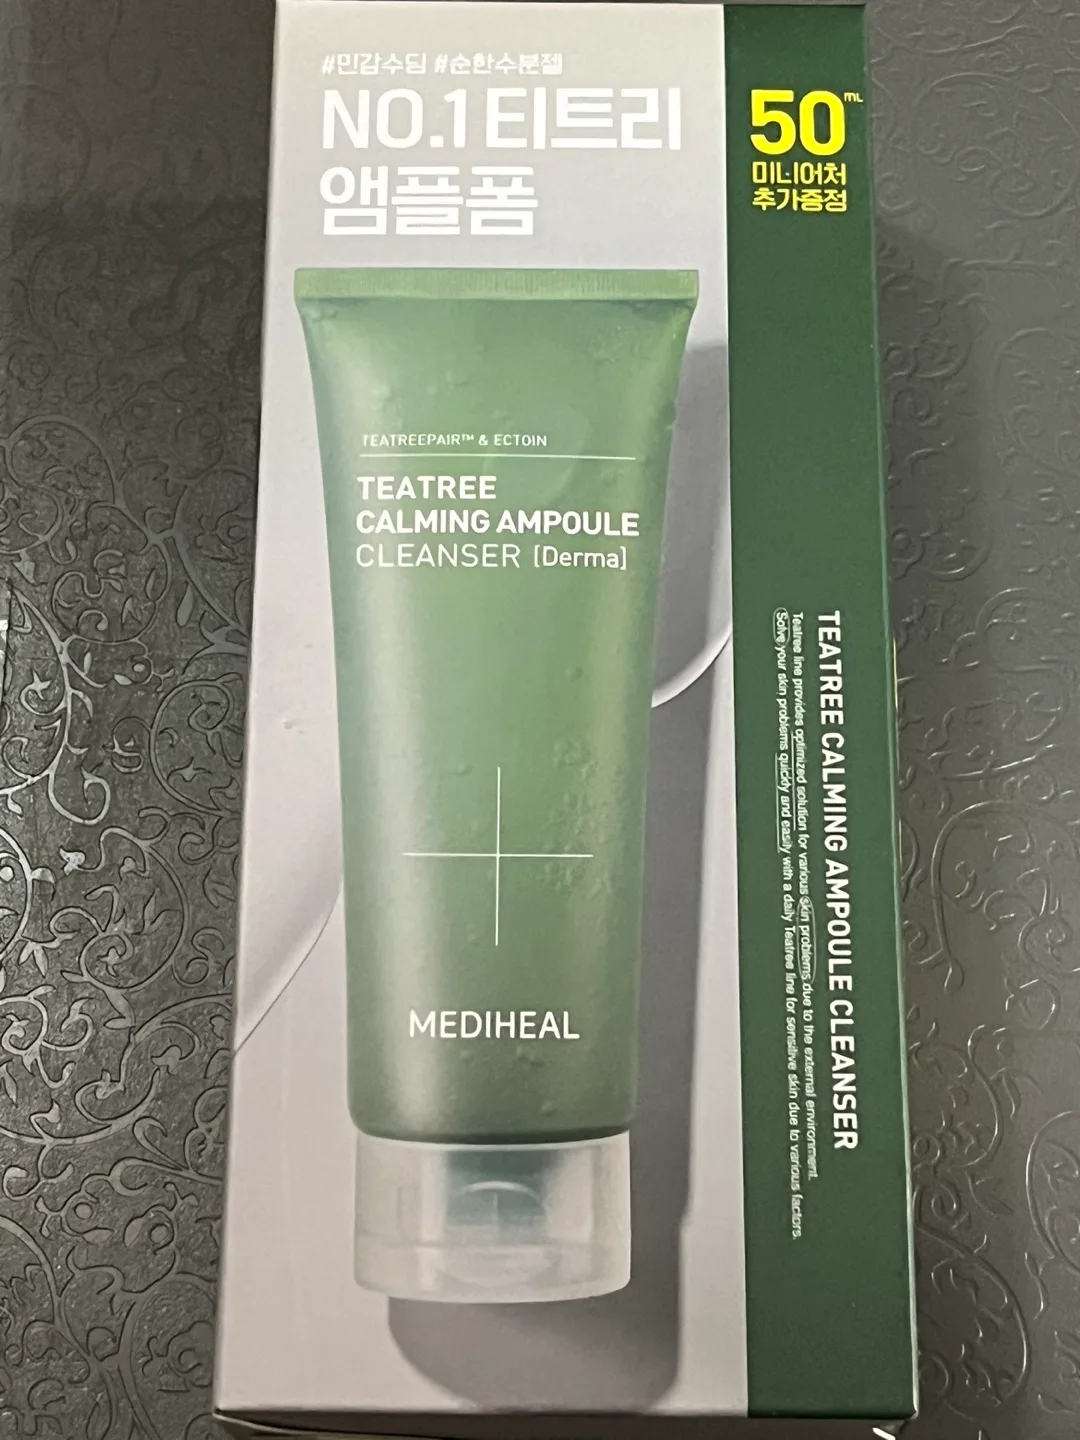 #민감수딩 #순한수분젤
NO.1 티트리
앰플폼
50mL
미니어처
추가증정
TEATREEPAIR™ & ECTOIN
TEATREE
CALMING AMPOULE
CLEANSER [Derma]
MEDIHEAL
TEATREE CALMING AMPOULE CLEANSER
Teatree line provides optimized solution for various skin problems due to the external environment.
Solve your skin problems quickly and easily with a daily Teatree line for sensitive skin due to various factors.